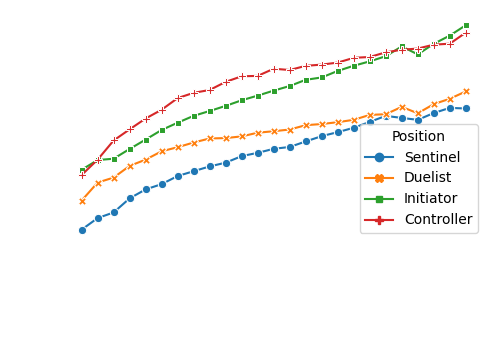 Position
Sentinel
Duelist
Initiator
Controller